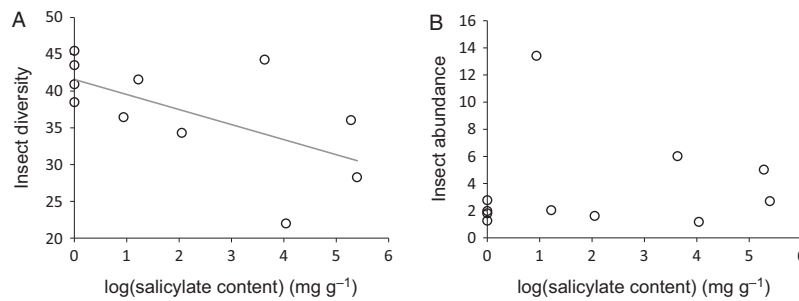 A
Insect diversity
50
45
40
35
30
25
20
0 1 2 3 4 5 6
log(salicylate content) (mg g⁻¹)
B
Insect abundance
16
14
12
10
8
6
4
2
0
0 1 2 3 4 5 6
log(salicylate content) (mg g⁻¹)